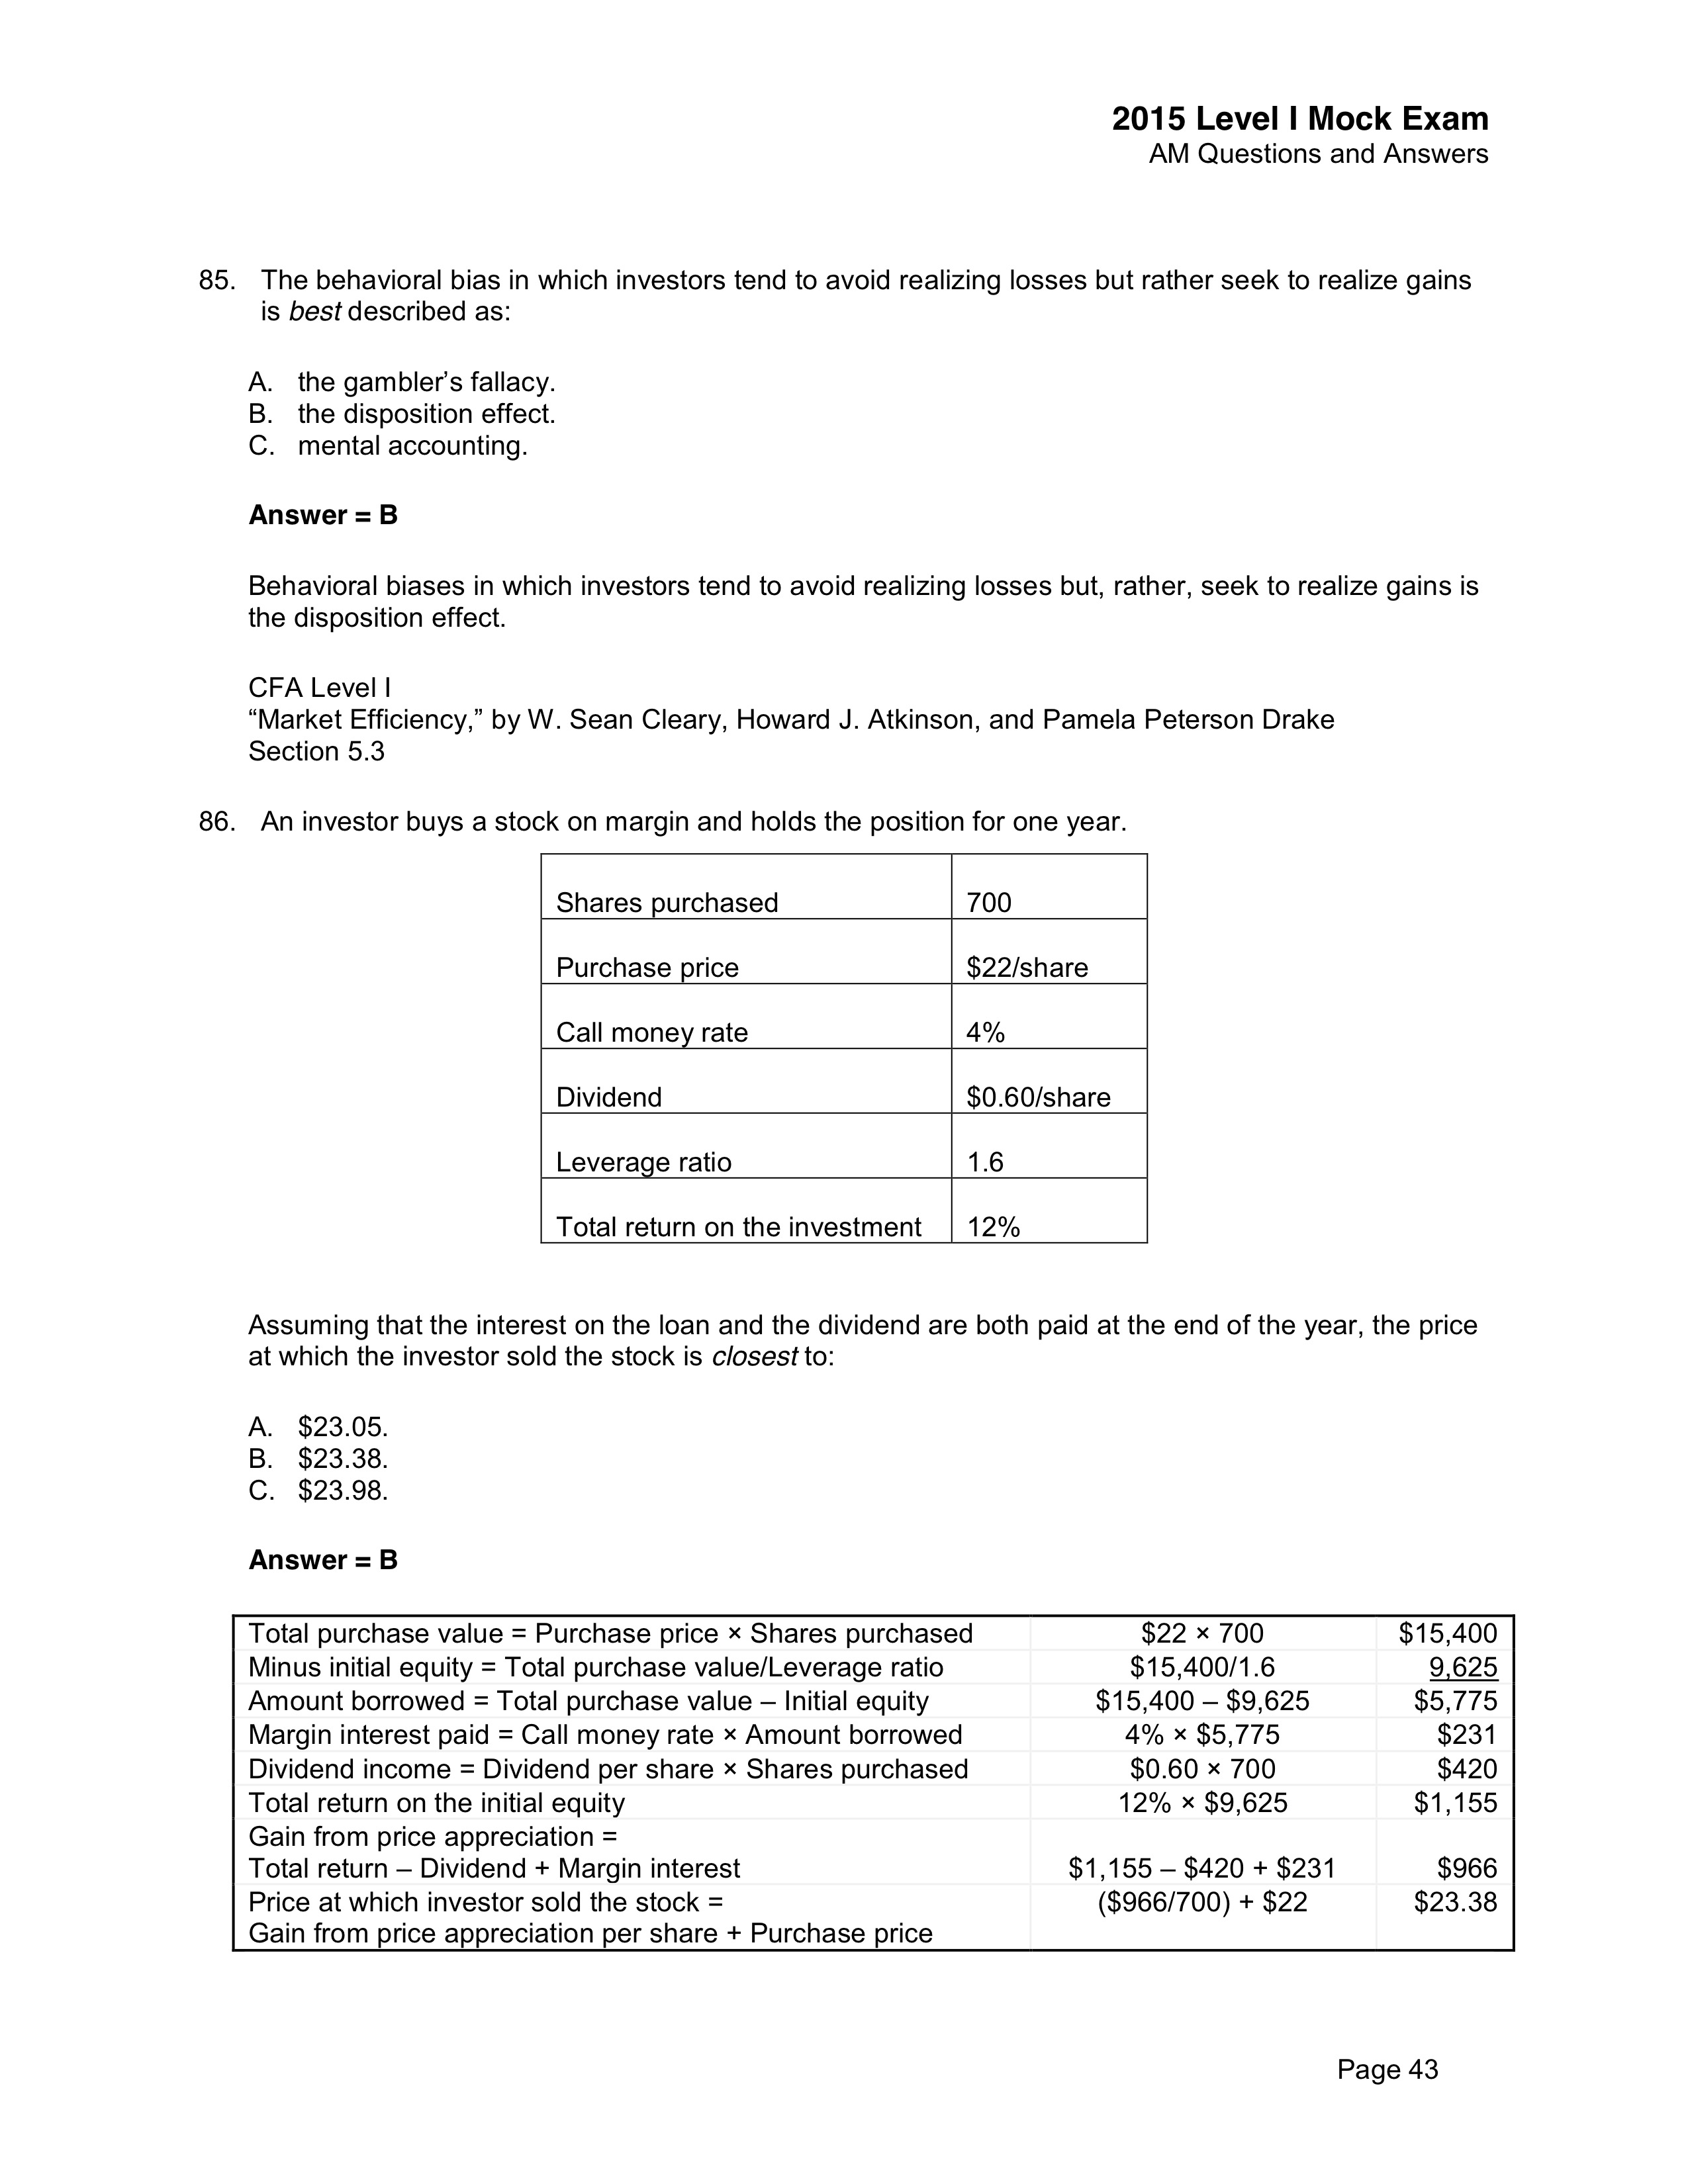 2015 Level I Mock Exam
AM Questions and Answers
85. The behavioral bias in which investors tend to avoid realizing losses but rather seek to realize gains
is best described as:
A. the gambler’s fallacy.
B. the disposition effect.
C. mental accounting.
Answer = B
Behavioral biases in which investors tend to avoid realizing losses but, rather, seek to realize gains is
the disposition effect.
CFA Level I
“Market Efficiency,” by W. Sean Cleary, Howard J. Atkinson, and Pamela Peterson Drake
Section 5.3
86. An investor buys a stock on margin and holds the position for one year.
Shares purchased 700
Purchase price $22/share
Call money rate 4%
Dividend $0.60/share
Leverage ratio 1.6
Total return on the investment 12%
Assuming that the interest on the loan and the dividend are both paid at the end of the year, the price
at which the investor sold the stock is closest to:
A. $23.05.
B. $23.38.
C. $23.98.
Answer = B
Total purchase value = Purchase price × Shares purchased $22 × 700 $15,400
Minus initial equity = Total purchase value/Leverage ratio $15,400/1.6 9,625
Amount borrowed = Total purchase value – Initial equity $15,400 – $9,625 $5,775
Margin interest paid = Call money rate × Amount borrowed 4% × $5,775 $231
Dividend income = Dividend per share × Shares purchased $0.60 × 700 $420
Total return on the initial equity 12% × $9,625 $1,155
Gain from price appreciation =
Total return – Dividend + Margin interest $1,155 – $420 + $231 $966
Price at which investor sold the stock = ($966/700) + $22 $23.38
Gain from price appreciation per share + Purchase price
Page 43